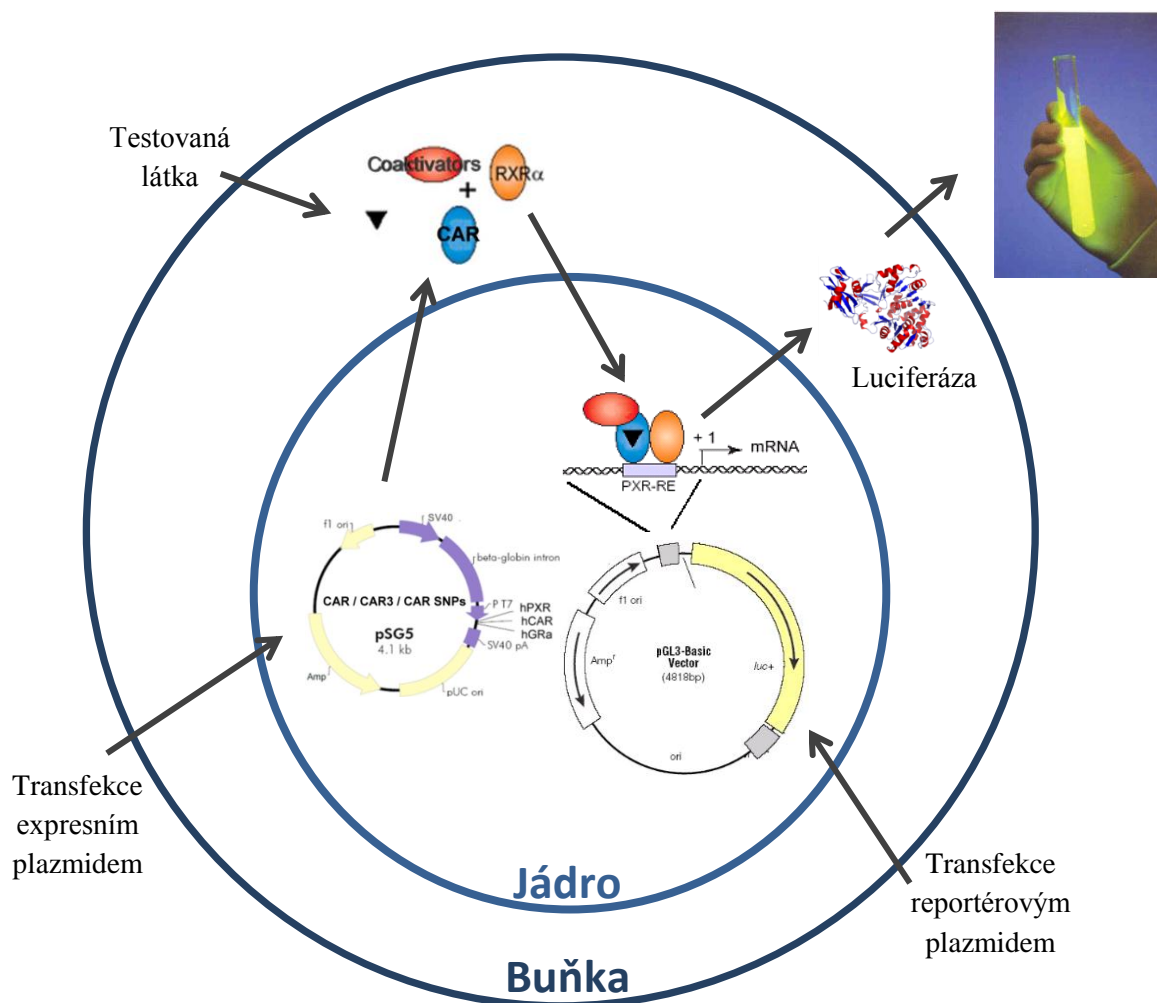 Testovaná
látka
Coaktivators
RXRα
+
CAR
Luciferáza
+ 1
mRNA
PXR-RE
f1 ori
SV40
beta-globin intron
CAR / CAR3 / CAR SNPs
P T7
hPXR
hCAR
hGRa
pSG5
4.1 kb
SV40 pA
Amp
pUC ori
f1 ori
Ampr
pGL3-Basic
Vector
(4818bp)
luc+
ori
Transfekce
expresním
plazmidem
Transfekce
reportérovým
plazmidem
Jádro
Buňka